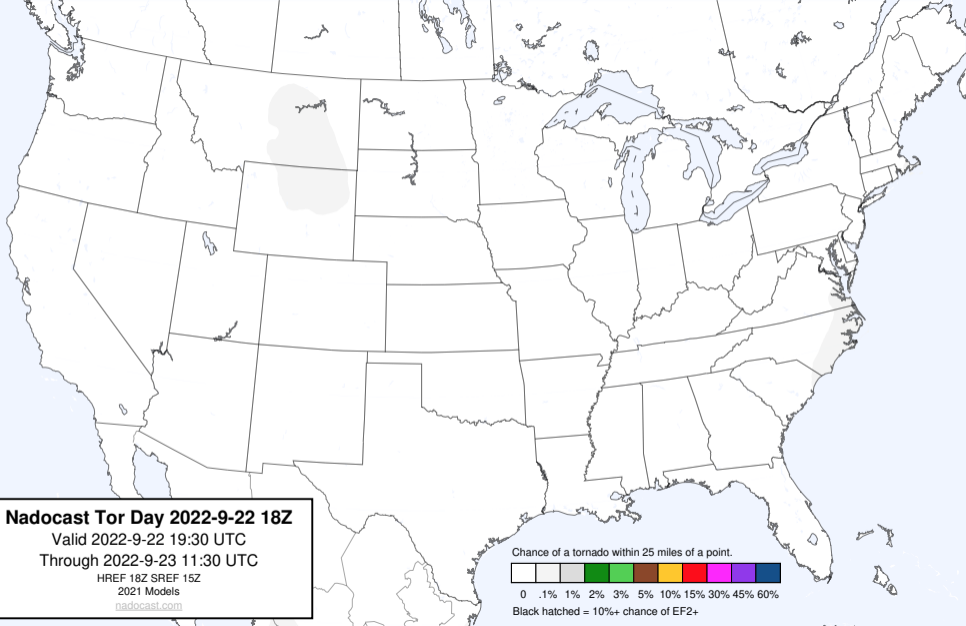 Nadocast Tor Day 2022-9-22 18Z
Valid 2022-9-22 19:30 UTC
Through 2022-9-23 11:30 UTC
HREF 18Z SREF 15Z
2021 Models
nadocast.com
Chance of a tornado within 25 miles of a point.
0 .1% 1% 2% 3% 5% 10% 15% 30% 45% 60%
Black hatched = 10%+ chance of EF2+